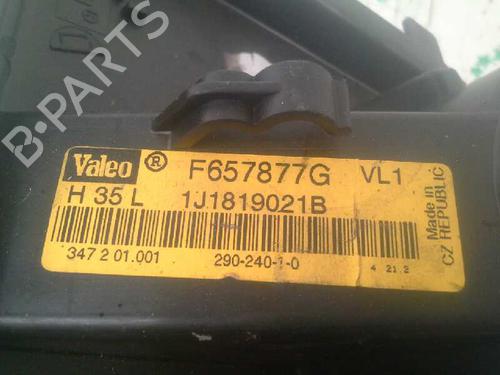 B-PARTS
Valeo ® F657877G VL1
H 35 L 1J1819021B
347 2 01.001 290-240-1-0 4 21.2
Made in
CZ REPUBLIC